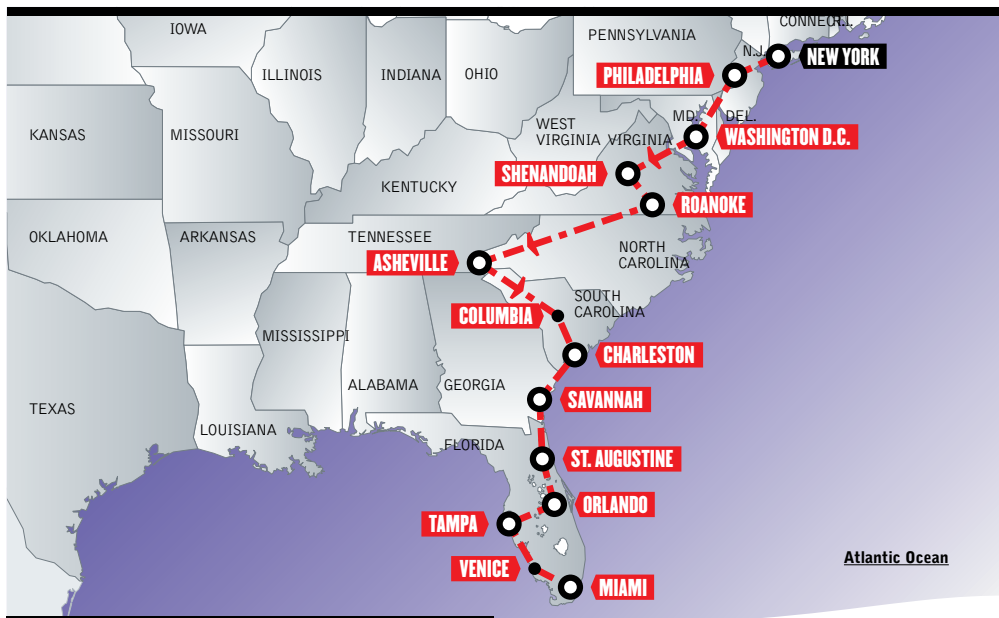 CONNECT.
R.I.
IOWA
PENNSYLVANIA
N.J.
NEW YORK
ILLINOIS
INDIANA
OHIO
PHILADELPHIA
MD.
DEL.
KANSAS
MISSOURI
WEST
VIRGINIA
VIRGINIA
WASHINGTON D.C.
SHENANDOAH
KENTUCKY
ROANOKE
OKLAHOMA
ARKANSAS
TENNESSEE
NORTH
CAROLINA
ASHEVILLE
SOUTH
CAROLINA
COLUMBIA
MISSISSIPPI
CHARLESTON
ALABAMA
GEORGIA
SAVANNAH
TEXAS
LOUISIANA
FLORIDA
ST. AUGUSTINE
ORLANDO
TAMPA
Atlantic Ocean
VENICE
MIAMI